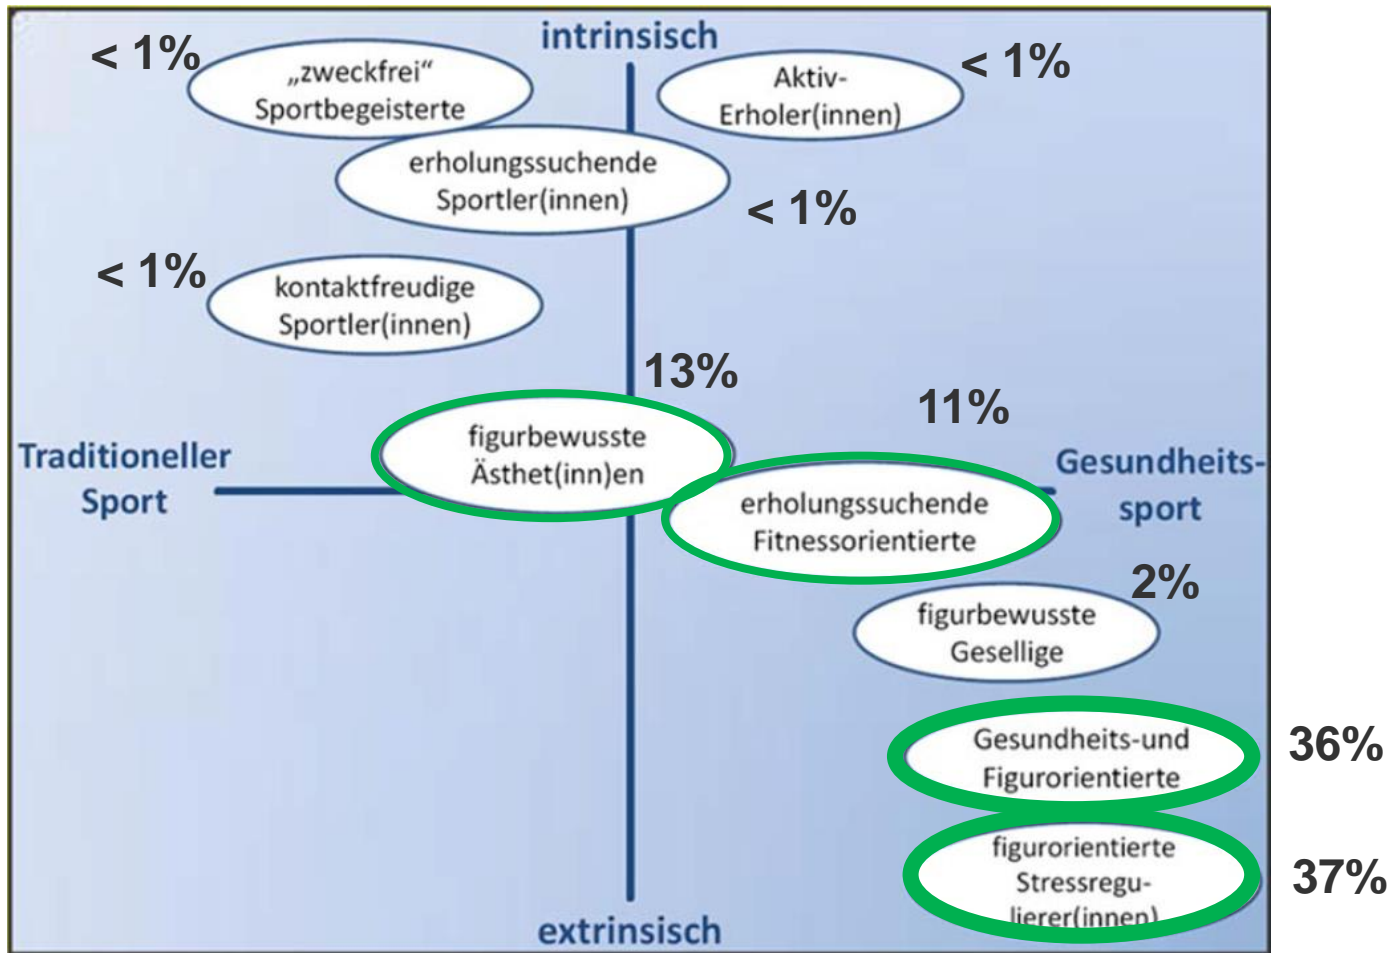 intrinsisch
< 1%
„zweckfrei“
Sportbegeisterte
Aktiv-
Erholer(innen)
< 1%
erholungssuchende
Sportler(innen)
< 1%
< 1%
kontaktfreudige
Sportler(innen)
13%
figurbewusste
Ästhet(inn)en
11%
Traditioneller
Sport
Gesundheits-
sport
erholungssuchende
Fitnessorientierte
2%
figurbewusste
Gesellige
Gesundheits-und
Figurorientierte
36%
figurorientierte
Stressregu-
lierer(innen)
37%
extrinsisch